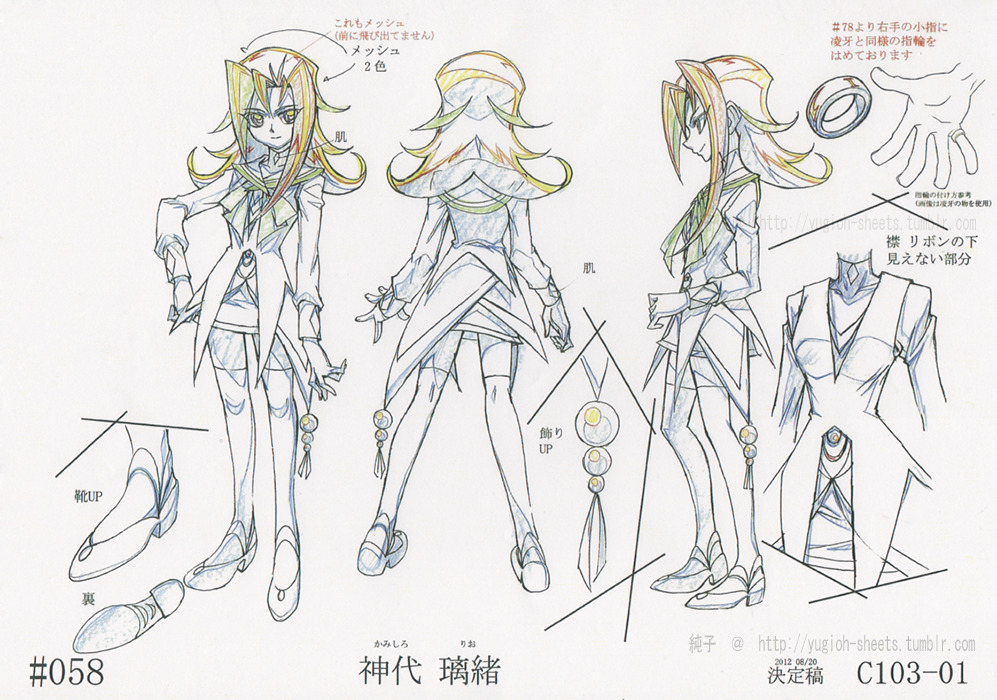 これもメッシュ
(前に飛び出てません)
メッシュ
2色
肌
#78より右手の小指に
凌牙と同様の指輪を
はめております
指輪の付け方参考
(画像は凌牙の物を使用)
http://yugioh-sheets.tumblr.com
襟 リボンの下
見えない部分
肌
飾り
UP
靴UP
裏
純子 @ http://yugioh-sheets.tumblr.com
#058
かみしろ りお
神代 璃緒
2012 08/20
決定稿
C103-01